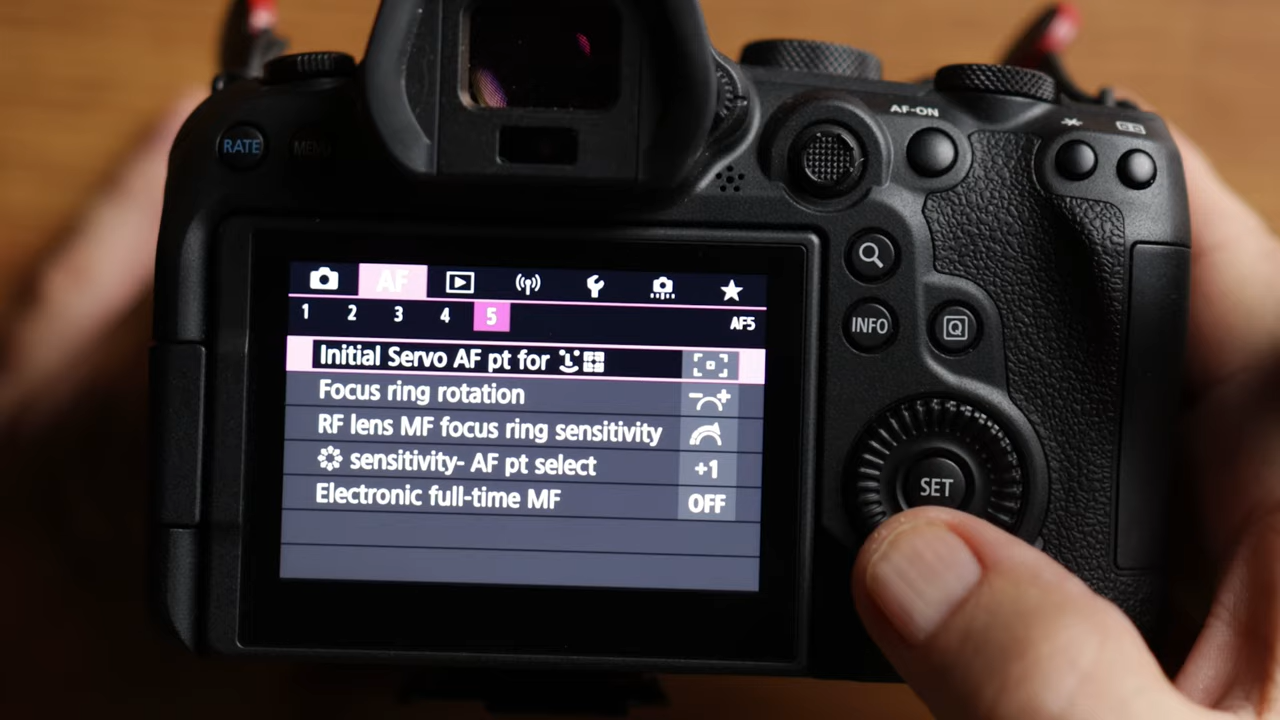 AF-ON
RATE
MENU
AF
1 2 3 4 5 AF5
Initial Servo AF pt for
Focus ring rotation
RF lens MF focus ring sensitivity
sensitivity- AF pt select +1
Electronic full-time MF OFF
INFO
Q
SET